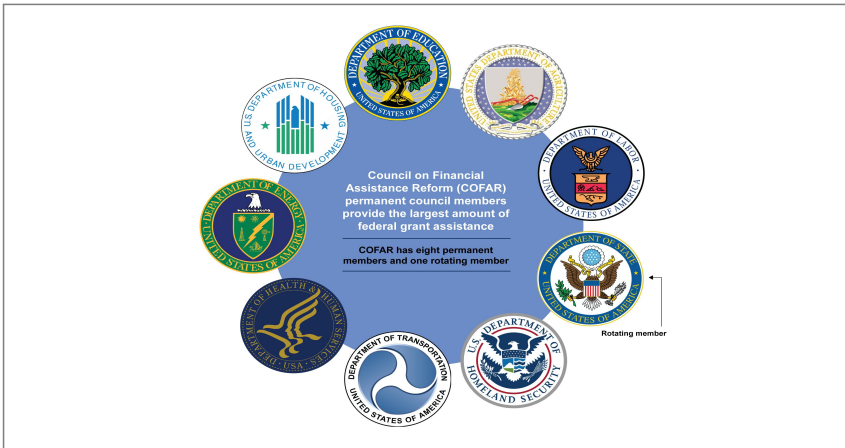 DEPARTMENT OF EDUCATION
UNITED STATES OF AMERICA
UNITED STATES DEPARTMENT OF AGRICULTURE
U.S. DEPARTMENT OF HOUSING
AND URBAN DEVELOPMENT
DEPARTMENT OF LABOR
UNITED STATES OF AMERICA
Council on Financial
Assistance Reform (COFAR)
permanent council members
provide the largest amount of
federal grant assistance
COFAR has eight permanent
members and one rotating member
DEPARTMENT OF ENERGY
UNITED STATES OF AMERICA
DEPARTMENT OF STATE
UNITED STATES OF AMERICA
Rotating member
DEPARTMENT OF HEALTH & HUMAN SERVICES · USA
DEPARTMENT OF TRANSPORTATION
UNITED STATES OF AMERICA
U.S. DEPARTMENT OF
HOMELAND SECURITY